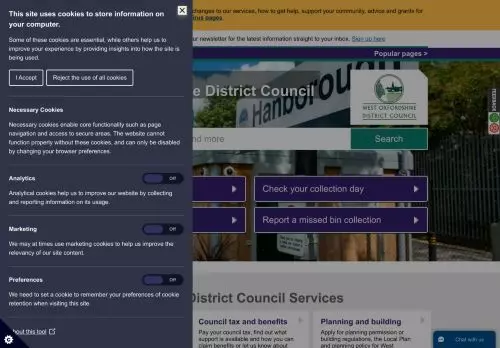 This site uses cookies to store information on
your computer.
Some of these cookies are essential, while others help us to
improve your experience by providing insights into how the site is
being used.
I Accept
Reject the use of all cookies
Necessary Cookies
Necessary cookies enable core functionality such as page
navigation and access to secure areas. The website cannot
function properly without these cookies, and can only be disabled
by changing your browser preferences.
Analytics
Off
Analytical cookies help us to improve our website by collecting
and reporting information on its usage.
Marketing
Off
We may at times use marketing cookies to help us improve the
relevancy of our site content.
Preferences
Off
We need to set a cookie to remember your preferences of cookie
retention when visiting this site.
about this tool
changes to our services, how to get help, support your community, advice and grants for
pages.
our newsletter for the latest information straight to your inbox. Sign up here
Popular pages >
Hanborough
District Council
WEST OXFORDSHIRE
DISTRICT COUNCIL
nd more
Search
Check your collection day
Report a missed bin collection
District Council Services
Council tax and benefits
Pay your council tax, find out what
support is available and how you
can claim benefits or let us know about
Planning and building
Apply for planning permission or
building regulations, the Local Plan
and planning policy for West
Chat with us